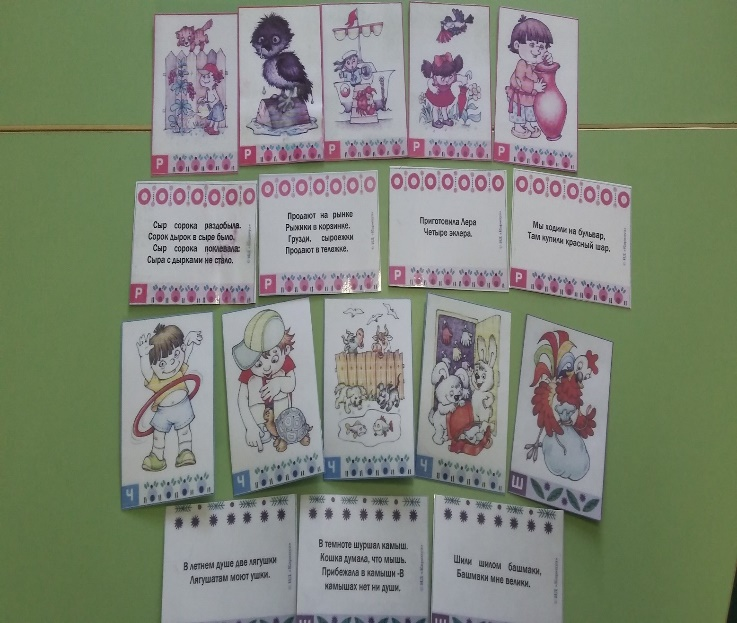 Р
Р
Р
Р
Р
Сыр сорока раздобыла.
Сорок дырок в сыре было.
Сыр сорока поклевала:
Сыра с дырками не стало.
Р
Продают на рынке
Рыжики в корзинке.
Грузди, сыроежки
Продают в тележке.
Р
Приготовила Лера
Четыре эклера.
Р
Мы ходили на бульвар,
Там купили красный шар.
Р
Ч
Ч
Ч
Ч
Ш
В летнем душе две лягушки
Лягушатам моют ушки.
В темноте шуршал камыш.
Кошка думала, что мышь.
Прибежала в камыши -В
камышах нет ни души.
Ш
Шили шилом башмаки,
Башмаки мне велики.
Ш